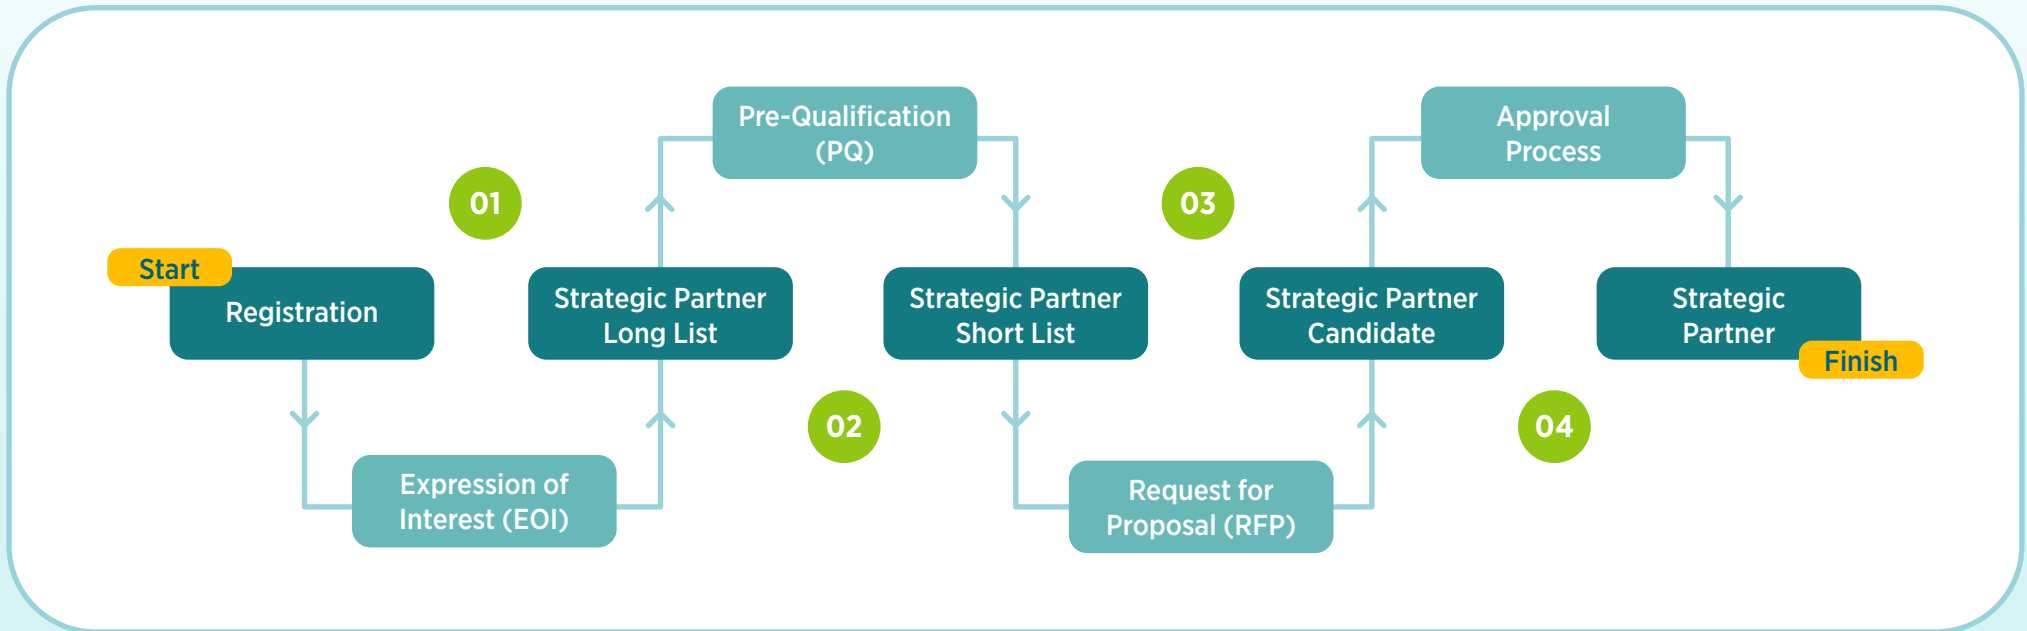 Start
Registration
01
Expression of
Interest (EOI)
Strategic Partner
Long List
Pre-Qualification
(PQ)
02
Strategic Partner
Short List
Request for
Proposal (RFP)
03
Strategic Partner
Candidate
Approval
Process
04
Strategic
Partner
Finish